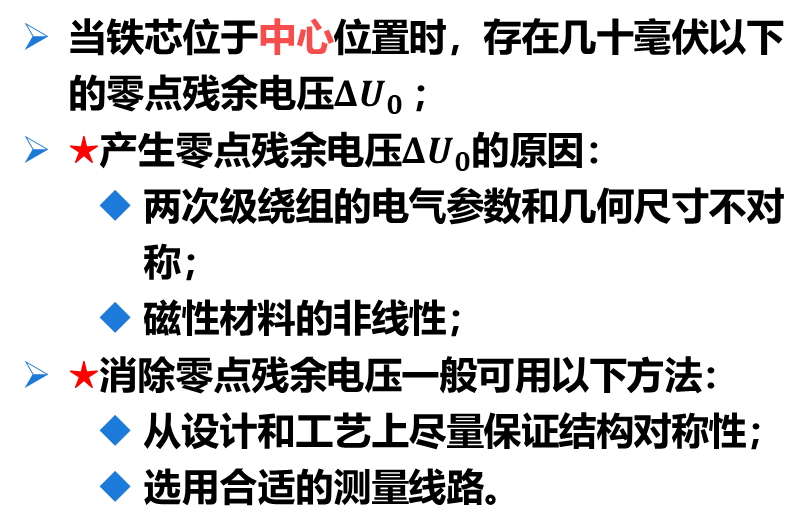 ➢ 当铁芯位于中心位置时，存在几十毫伏以下
的零点残余电压ΔU₀；
➢ ★产生零点残余电压ΔU₀的原因：
◆ 两次级绕组的电气参数和几何尺寸不对
称；
◆ 磁性材料的非线性；
➢ ★消除零点残余电压一般可用以下方法：
◆ 从设计和工艺上尽量保证结构对称性；
◆ 选用合适的测量线路。